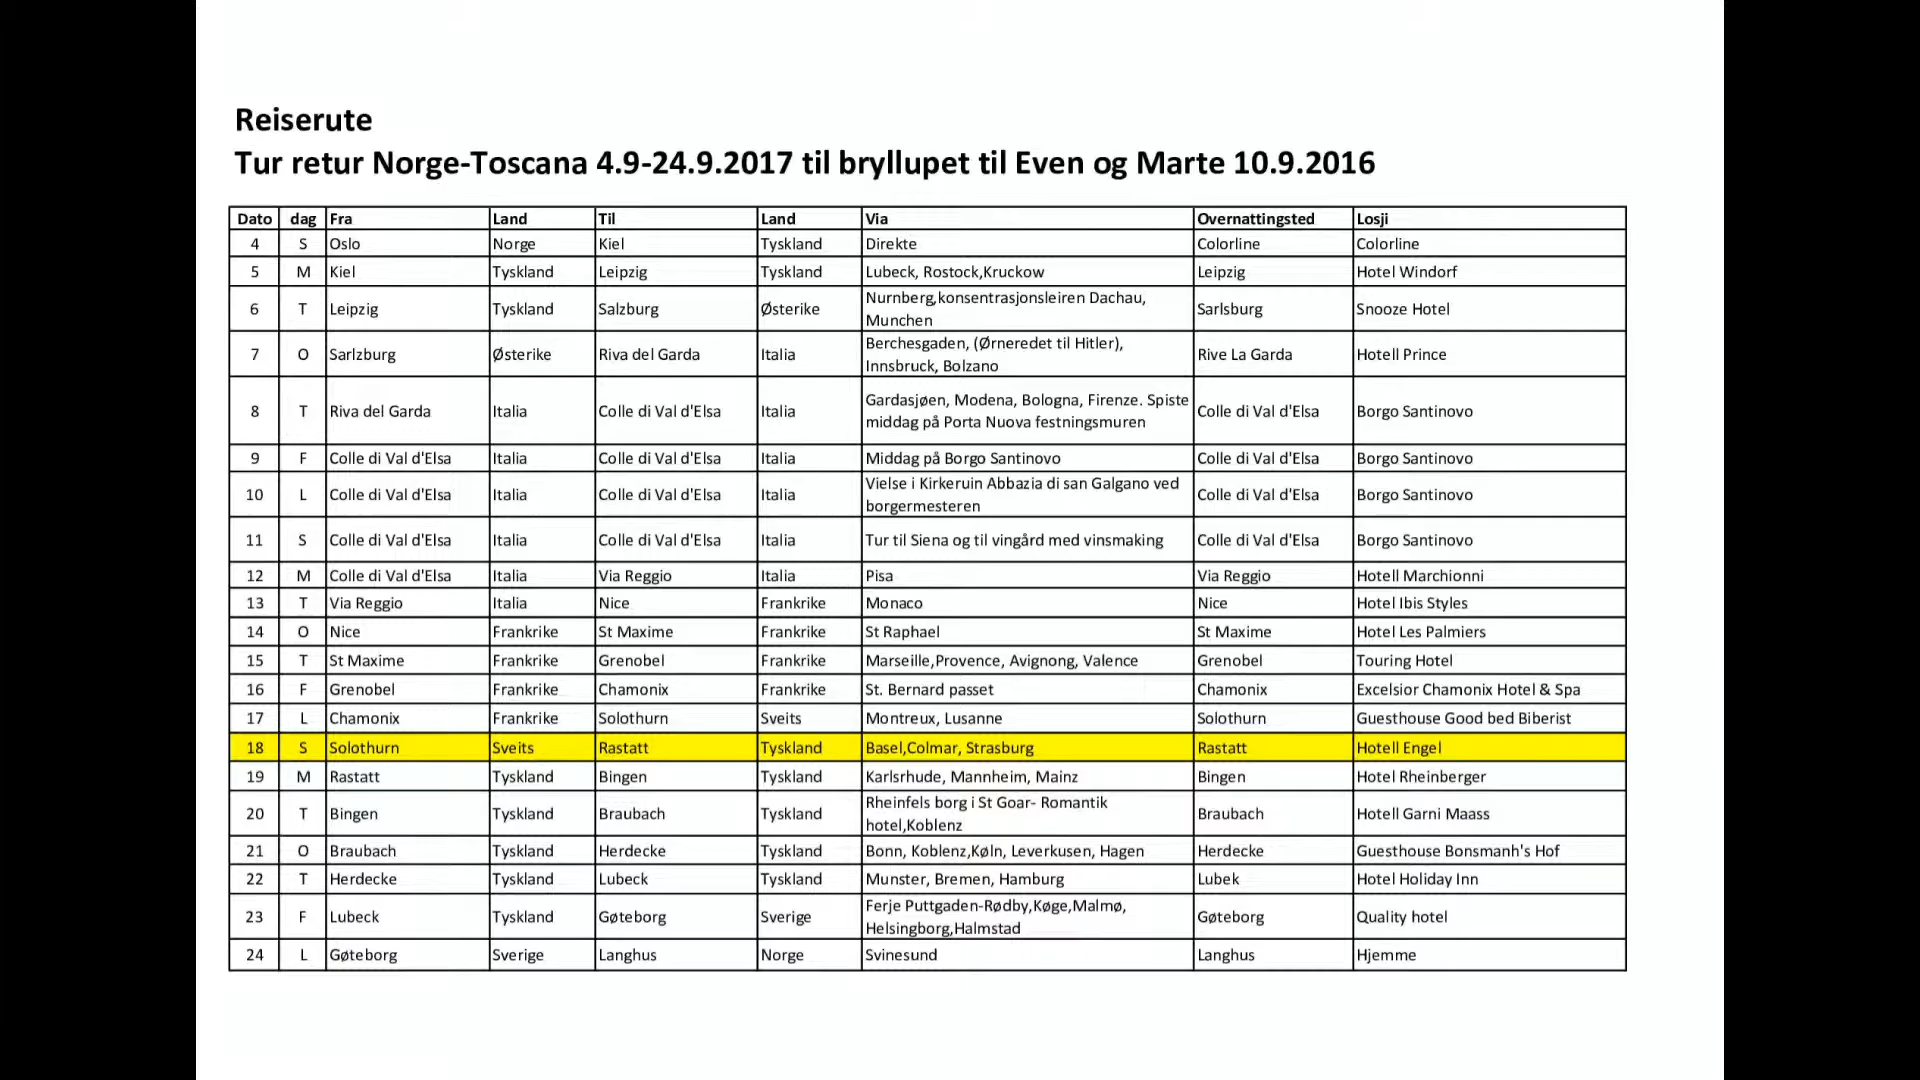 Reiserute
Tur retur Norge-Toscana 4.9-24.9.2017 til bryllupet til Even og Marte 10.9.2016
Dato dag Fra Land Til Land Via Overnattingsted Losji
4 S Oslo Norge Kiel Tyskland Direkte Colorline Colorline
5 M Kiel Tyskland Leipzig Tyskland Lubeck, Rostock,Kruckow Leipzig Hotel Windorf
6 T Leipzig Tyskland Salzburg Østerike Nurnberg,konsentrasjonsleiren Dachau,
Munchen Sarlsburg Snooze Hotel
7 O Sarlzburg Østerike Riva del Garda Italia Berchesgaden, (Ørneredet til Hitler),
Innsbruck, Bolzano Rive La Garda Hotell Prince
8 T Riva del Garda Italia Colle di Val d'Elsa Italia Gardasjøen, Modena, Bologna, Firenze. Spiste
middag på Porta Nuova festningsmuren Colle di Val d'Elsa Borgo Santinovo
9 F Colle di Val d'Elsa Italia Colle di Val d'Elsa Italia Middag på Borgo Santinovo Colle di Val d'Elsa Borgo Santinovo
10 L Colle di Val d'Elsa Italia Colle di Val d'Elsa Italia Vielse i Kirkeruin Abbazia di san Galgano ved
borgermesteren Colle di Val d'Elsa Borgo Santinovo
11 S Colle di Val d'Elsa Italia Colle di Val d'Elsa Italia Tur til Siena og til vingård med vinsmaking Colle di Val d'Elsa Borgo Santinovo
12 M Colle di Val d'Elsa Italia Via Reggio Italia Pisa Via Reggio Hotell Marchionni
13 T Via Reggio Italia Nice Frankrike Monaco Nice Hotel Ibis Styles
14 O Nice Frankrike St Maxime Frankrike St Raphael St Maxime Hotel Les Palmiers
15 T St Maxime Frankrike Grenobel Frankrike Marseille,Provence, Avignong, Valence Grenobel Touring Hotel
16 F Grenobel Frankrike Chamonix Frankrike St. Bernard passet Chamonix Excelsior Chamonix Hotel & Spa
17 L Chamonix Frankrike Solothurn Sveits Montreux, Lusanne Solothurn Guesthouse Good bed Biberist
18 S Solothurn Sveits Rastatt Tyskland Basel,Colmar, Strasburg Rastatt Hotell Engel
19 M Rastatt Tyskland Bingen Tyskland Karlsrhude, Mannheim, Mainz Bingen Hotel Rheinberger
20 T Bingen Tyskland Braubach Tyskland Rheinfels borg i St Goar- Romantik
hotel,Koblenz Braubach Hotell Garni Maass
21 O Braubach Tyskland Herdecke Tyskland Bonn, Koblenz,Køln, Leverkusen, Hagen Herdecke Guesthouse Bonsmanh's Hof
22 T Herdecke Tyskland Lubeck Tyskland Munster, Bremen, Hamburg Lubek Hotel Holiday Inn
23 F Lubeck Tyskland Gøteborg Sverige Ferje Puttgaden-Rødby,Køge,Malmø,
Helsingborg,Halmstad Gøteborg Quality hotel
24 L Gøteborg Sverige Langhus Norge Svinesund Langhus Hjemme